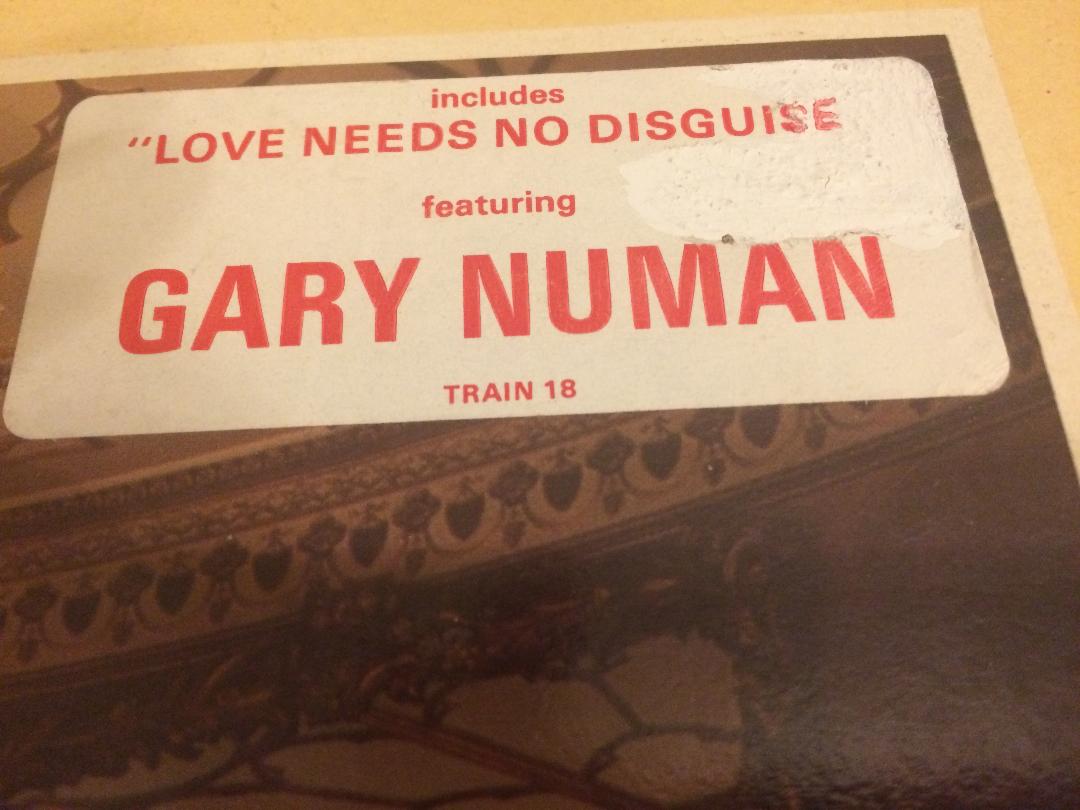 includes
"LOVE NEEDS NO DISGUISE
featuring
GARY NUMAN
TRAIN 18